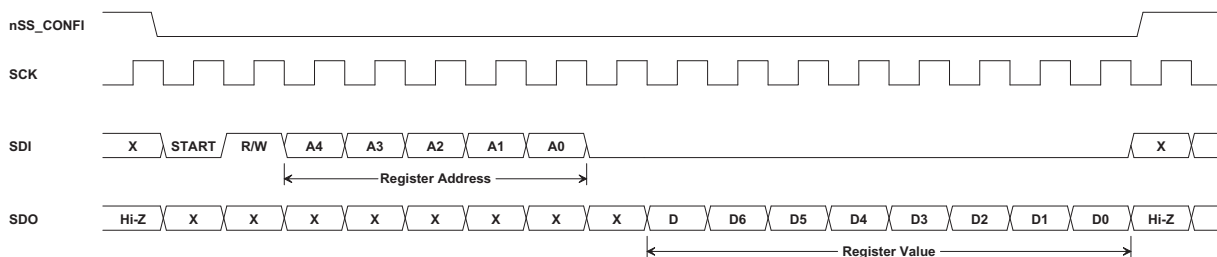 nSS_CONFI
SCK
SDI X START R/W A4 A3 A2 A1 A0 X
Register Address
SDO Hi-Z X X X X X X X X D D6 D5 D4 D3 D2 D1 D0 Hi-Z
Register Value